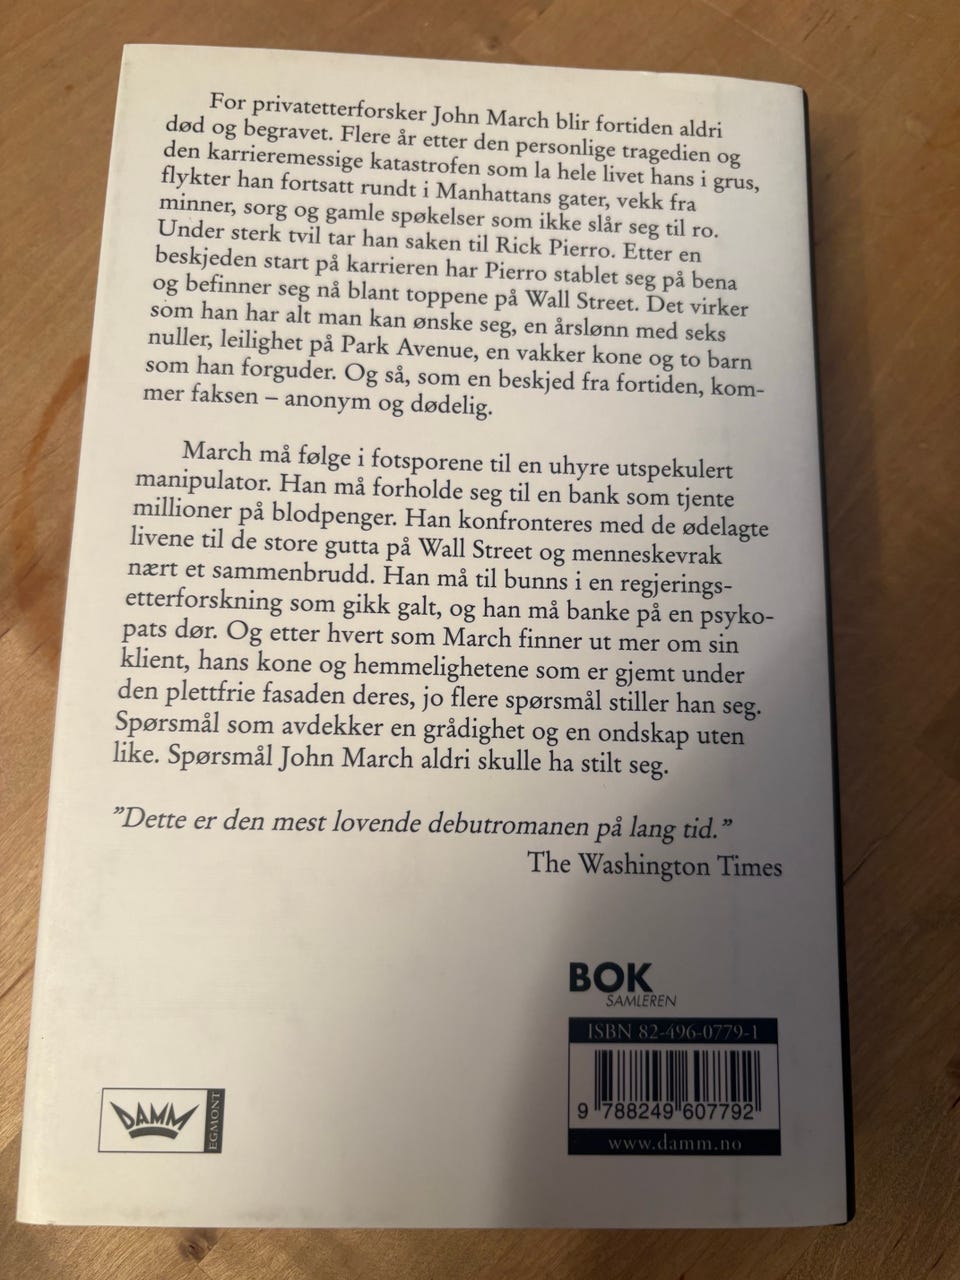 For privatetterforsker John March blir fortiden aldri
død og begravet. Flere år etter den personlige tragedien og
den karrieremessige katastrofen som la hele livet hans i grus,
flykter han fortsatt rundt i Manhattans gater, vekk fra
minner, sorg og gamle spøkelser som ikke slår seg til ro.
Under sterk tvil tar han saken til Rick Pierro. Etter en
beskjeden start på karrieren har Pierro stablet seg på bena
og befinner seg nå blant toppene på Wall Street. Det virker
som han har alt man kan ønske seg, en årslønn med seks
nuller, leilighet på Park Avenue, en vakker kone og to barn
som han forguder. Og så, som en beskjed fra fortiden, kom-
mer faksen – anonym og dødelig.
March må følge i fotsporene til en uhyre utspekulert
manipulator. Han må forholde seg til en bank som tjente
millioner på blodpenger. Han konfronteres med de ødelagte
livene til de store gutta på Wall Street og menneskevrak
nært et sammenbrudd. Han må til bunns i en regjerings-
etterforskning som gikk galt, og han må banke på en psyko-
pats dør. Og etter hvert som March finner ut mer om sin
klient, hans kone og hemmelighetene som er gjemt under
den plettfrie fasaden deres, jo flere spørsmål stiller han seg.
Spørsmål som avdekker en grådighet og en ondskap uten
like. Spørsmål John March aldri skulle ha stilt seg.
”Dette er den mest lovende debutromanen på lang tid.”
The Washington Times
BOK
SAMLEREN
ISBN 82-496-0779-1
9 788249 607792
www.damm.no
DAMM
EGMONT